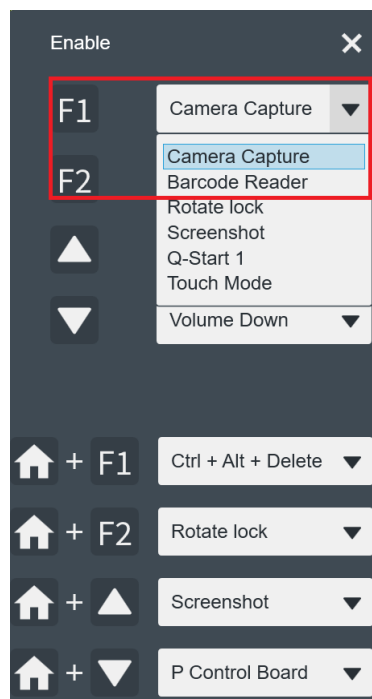 Enable
F1 Camera Capture
Camera Capture
F2 Barcode Reader
Rotate lock
Screenshot
Q-Start 1
Touch Mode
Volume Down
+ F1 Ctrl + Alt + Delete
+ F2 Rotate lock
+ Screenshot
+ P Control Board